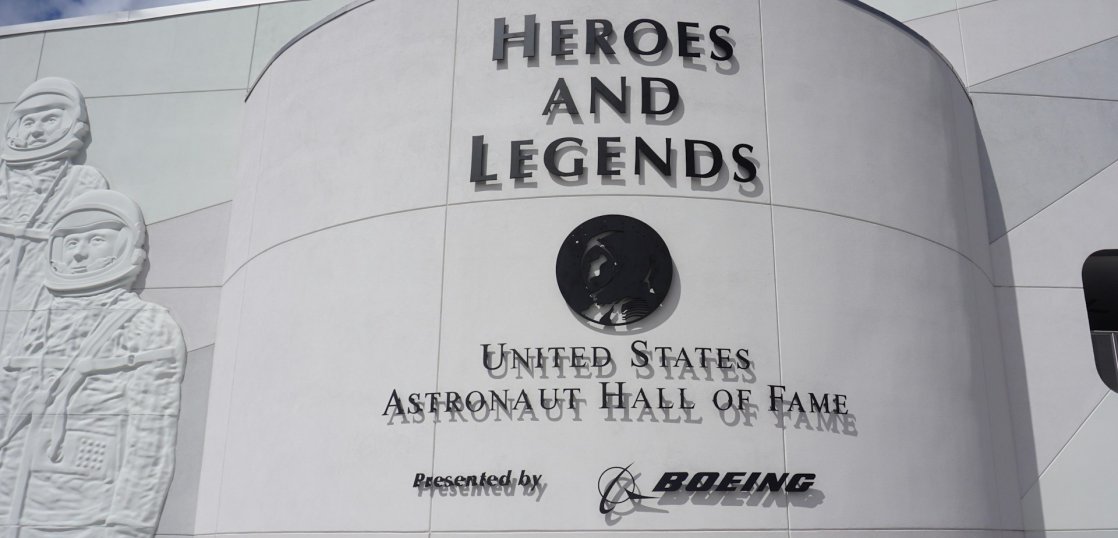 HEROES
AND
LEGENDS
UNITED STATES
ASTRONAUT HALL OF FAME
Presented by BOEING